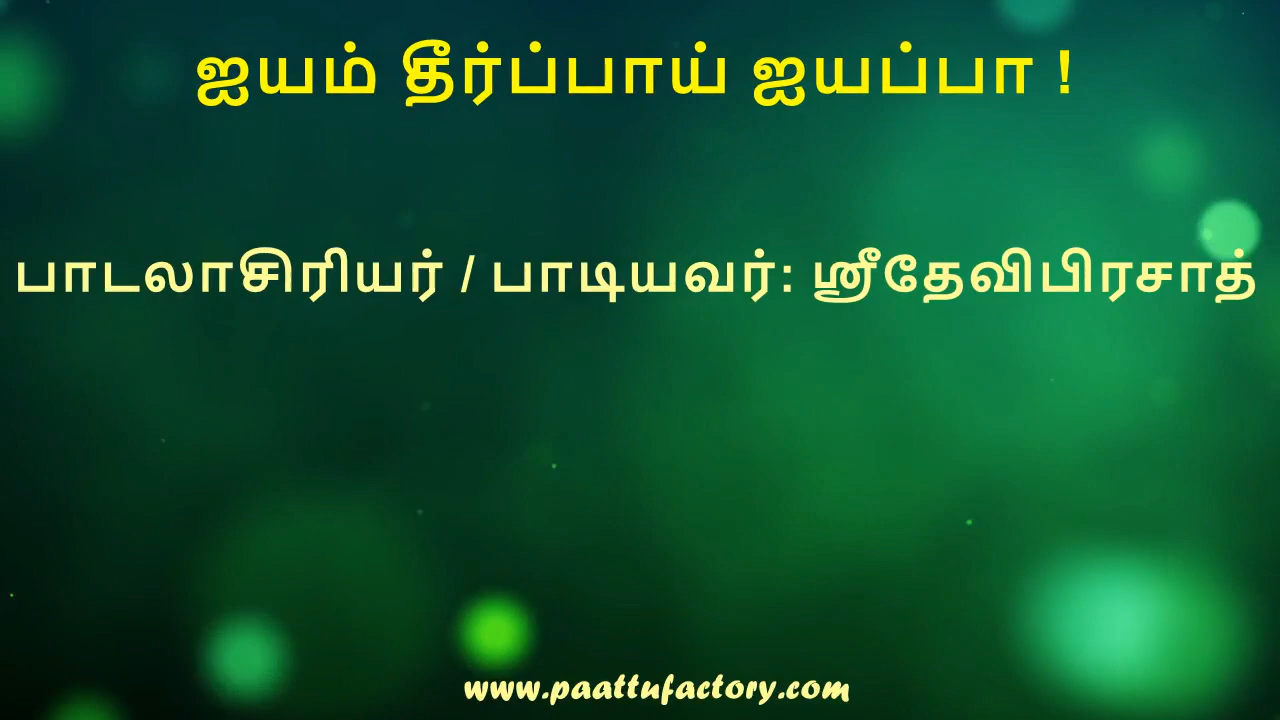 ஐயம் தீர்ப்பாய் ஐயப்பா !
பாடலாசிரியர் / பாடியவர்: ஸ்ரீதேவிபிரசாத்
www.paattufactory.com